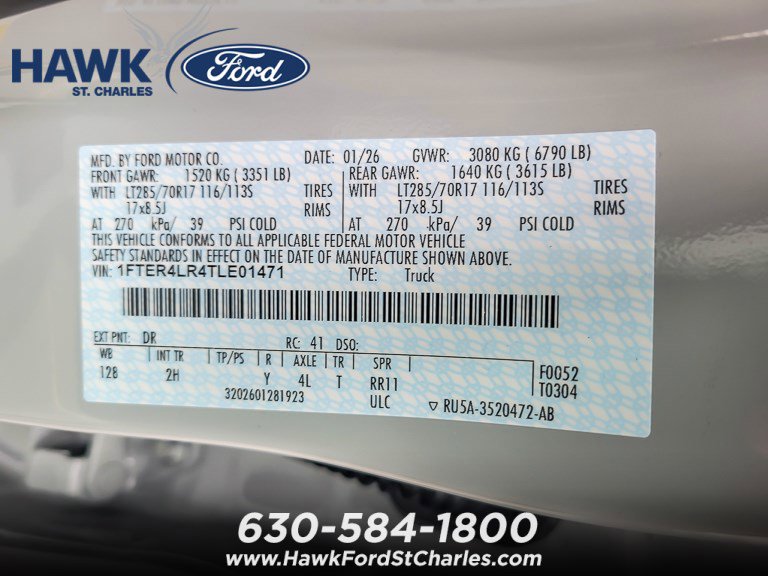 HAWK Ford
ST. CHARLES
MFD. BY FORD MOTOR CO. DATE: 01/26 GVWR: 3080 KG ( 6790 LB)
FRONT GAWR: 1520 KG ( 3351 LB) REAR GAWR: 1640 KG ( 3615 LB)
WITH LT285/70R17 116/113S TIRES WITH LT285/70R17 116/113S TIRES
17x8.5J RIMS 17x8.5J RIMS
AT 270 kPa/ 39 PSI COLD AT 270 kPa/ 39 PSI COLD
THIS VEHICLE CONFORMS TO ALL APPLICABLE FEDERAL MOTOR VEHICLE
SAFETY STANDARDS IN EFFECT ON THE DATE OF MANUFACTURE SHOWN ABOVE.
VIN: 1FTER4LR4TLE01471 TYPE: Truck
EXT PNT: DR RC: 41 DSO:
WB INT TR TP/PS R AXLE TR SPR F0052
128 2H Y 4L T RR11 T0304
3202601281923 ULC ▽ RU5A-3520472-AB
630-584-1800
www.HawkFordStCharles.com